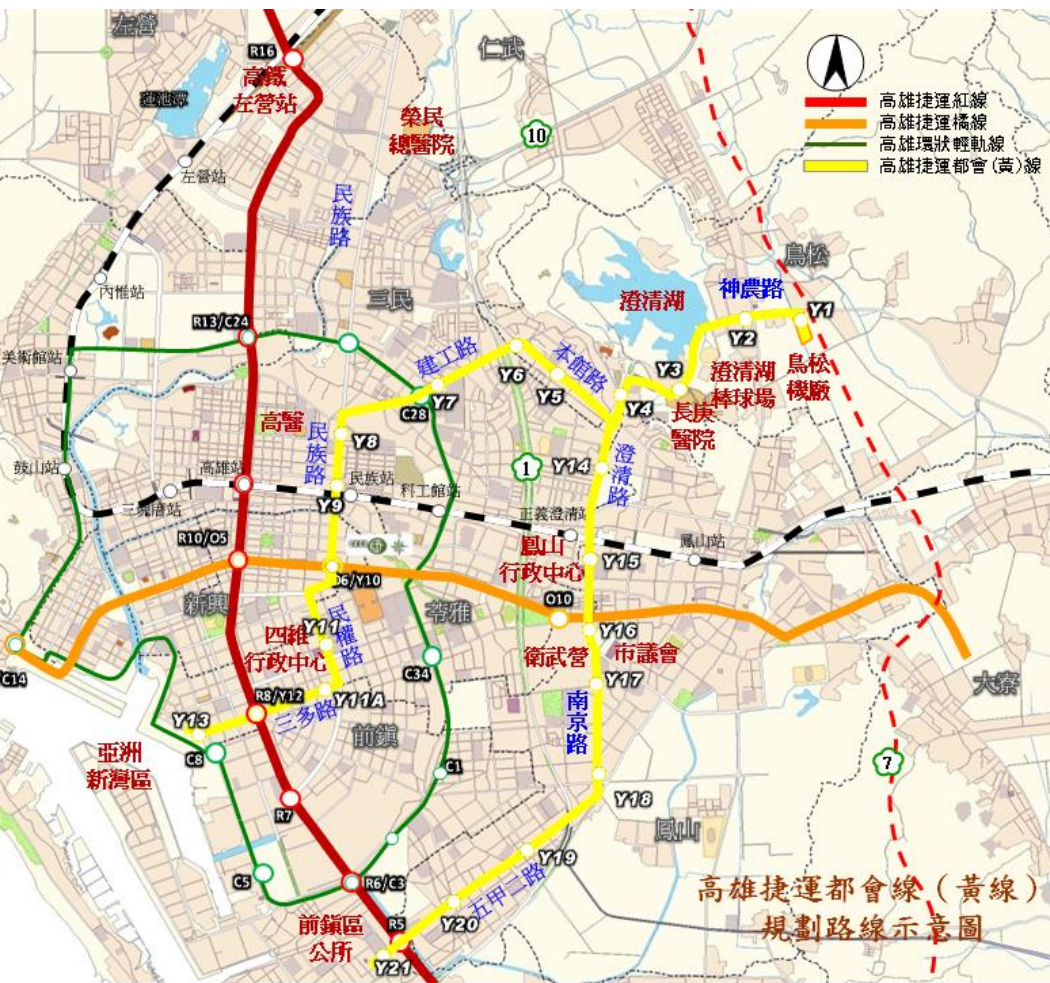 左營
R16
高鐵
左營站
蓮池潭
仁武
榮民
總醫院
10
高雄捷運紅線
高雄捷運橘線
高雄環狀輕軌線
高雄捷運都會(黃)線
左營站
民族路
鳥松
神農路
澄清湖
內惟站
三民
R13/C24
Y1
Y2
美術館站
建工路
本館路
Y6
Y5
Y3
Y4
澄清湖
棒球場
鳥松
機廠
長庚
醫院
Y7
C28
高醫
民族路
Y8
澄清路
鼓山站
高雄站
民族站
科工館站
1
Y14
三塊厝站
Y9
正義澄清站
R10/O5
鳳山
行政中心
鳳山站
Y15
O6/Y10
新興
苓雅
O10
Y11
民權路
Y16
四維
行政中心
衛武營
市議會
C14
C34
Y17
大寮
R8/Y12
Y11A
三多路
Y13
前鎮
南京路
C8
亞洲
新灣區
C1
7
R7
Y18
鳳山
Y19
C5
R6/C3
五甲二路
高雄捷運都會線（黃線）
規劃路線示意圖
Y20
前鎮區
公所
R5
Y21